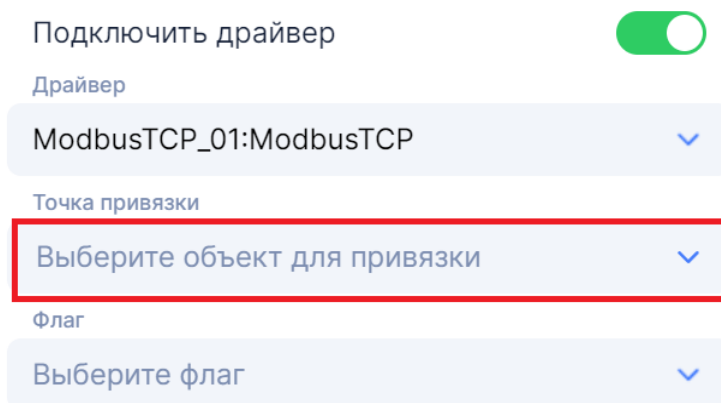 Подключить драйвер
Драйвер
ModbusTCP_01:ModbusTCP
Точка привязки
Выберите объект для привязки
Флаг
Выберите флаг